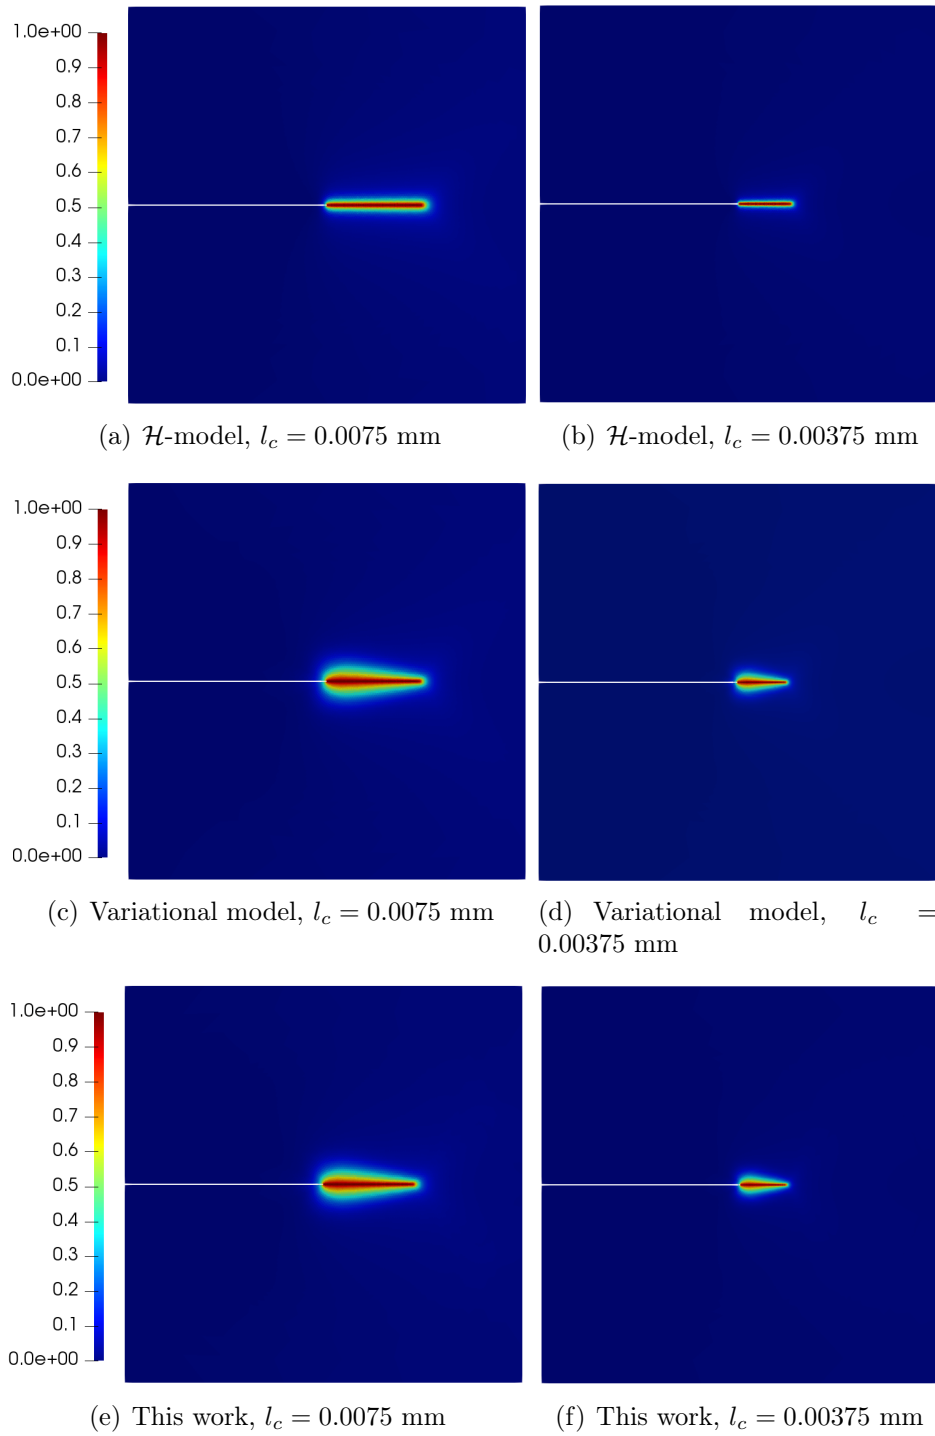 1.0e+00
0.9
0.8
0.7
0.6
0.5
0.4
0.3
0.2
0.1
0.0e+00
(a) ℋ-model, l_c = 0.0075 mm
(b) ℋ-model, l_c = 0.00375 mm
1.0e+00
0.9
0.8
0.7
0.6
0.5
0.4
0.3
0.2
0.1
0.0e+00
(c) Variational model, l_c = 0.0075 mm
(d) Variational model, l_c =
0.00375 mm
1.0e+00
0.9
0.8
0.7
0.6
0.5
0.4
0.3
0.2
0.1
0.0e+00
(e) This work, l_c = 0.0075 mm
(f) This work, l_c = 0.00375 mm